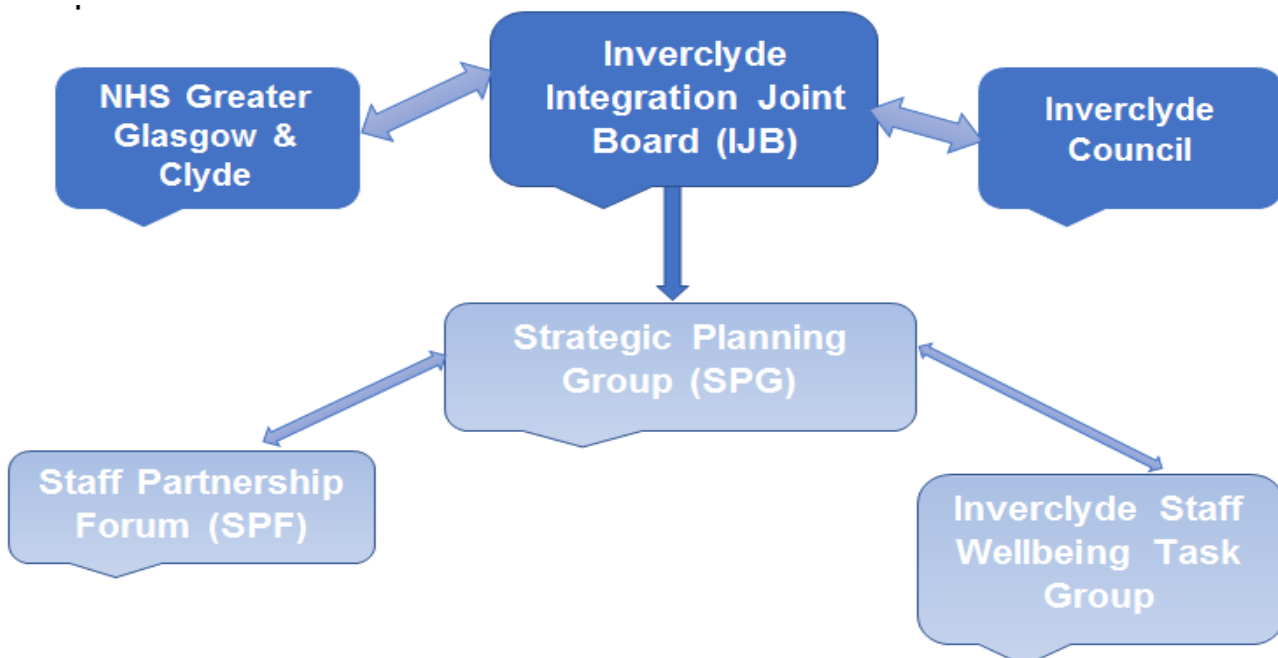 Inverclyde
Integration Joint
Board (IJB)
NHS Greater
Glasgow &
Clyde
Inverclyde
Council
Strategic Planning
Group (SPG)
Staff Partnership
Forum (SPF)
Inverclyde Staff
Wellbeing Task
Group